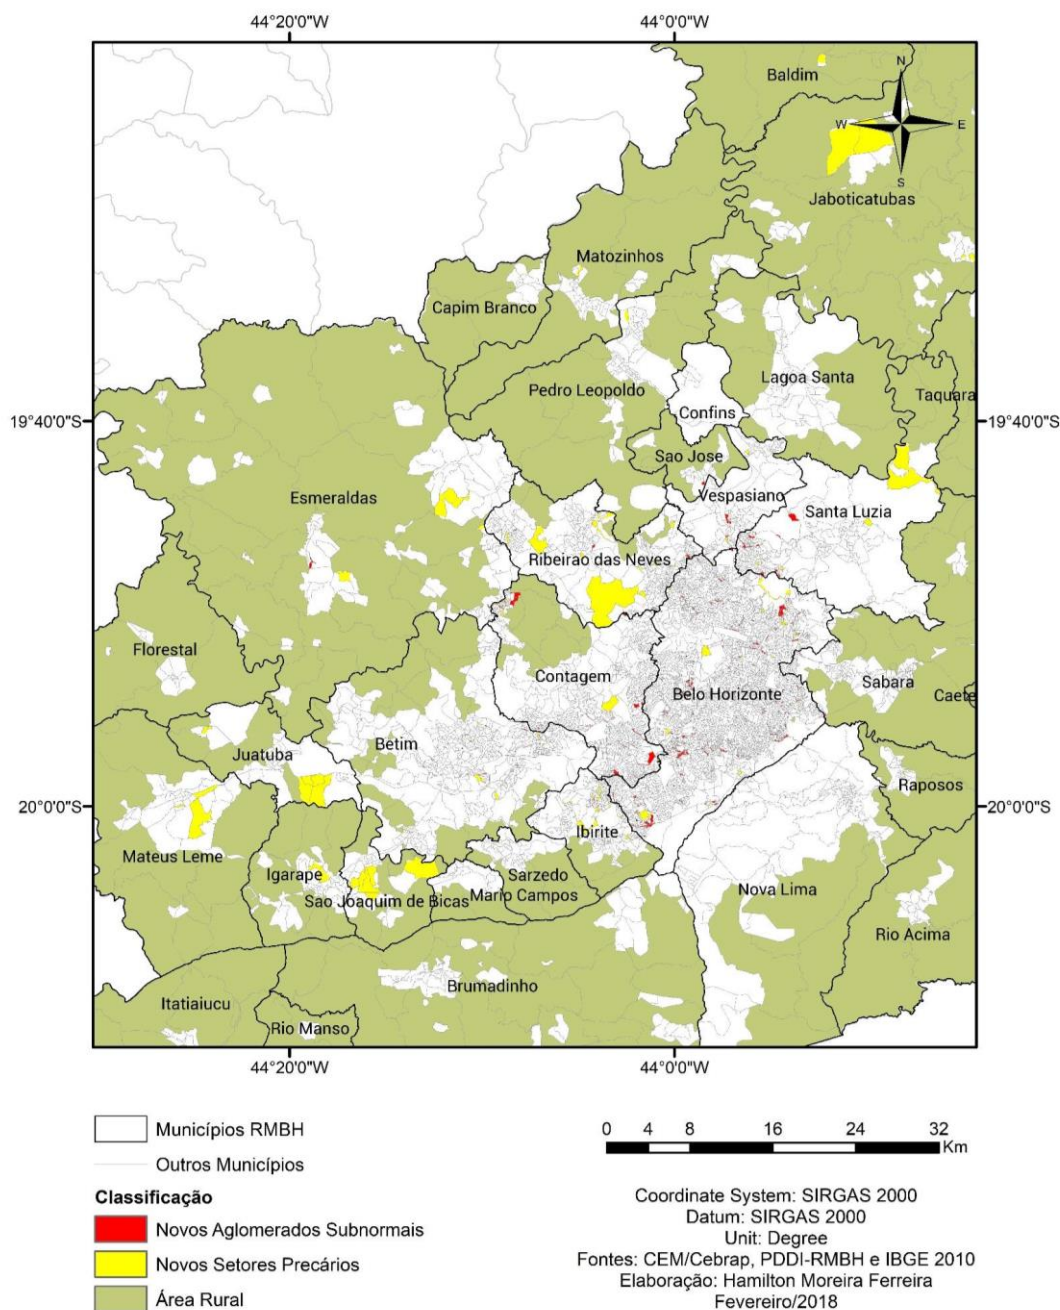 44°20'0"W 44°0'0"W
Baldim
N
W E
S
Jaboticatubas
Matozinhos
Capim Branco
Lagoa Santa
Pedro Leopoldo
Taquara
Confins
19°40'0"S 19°40'0"S
Sao Jose
Vespasiano
Esmeraldas
Santa Luzia
Ribeirao das Neves
Florestal
Contagem
Sabara
Belo Horizonte
Caete
Betim
Juatuba
Raposos
20°0'0"S 20°0'0"S
Ibirite
Mateus Leme
Igarape
Sarzedo
Nova Lima
Sao Joaquim de Bicas
Mario Campos
Rio Acima
Brumadinho
Itatiaiucu
Rio Manso
44°20'0"W 44°0'0"W
Municípios RMBH
Outros Municípios
Classificação
Novos Aglomerados Subnormais
Novos Setores Precários
Área Rural
0 4 8 16 24 32
Km
Coordinate System: SIRGAS 2000
Datum: SIRGAS 2000
Unit: Degree
Fontes: CEM/Cebrap, PDDI-RMBH e IBGE 2010
Elaboração: Hamilton Moreira Ferreira
Fevereiro/2018